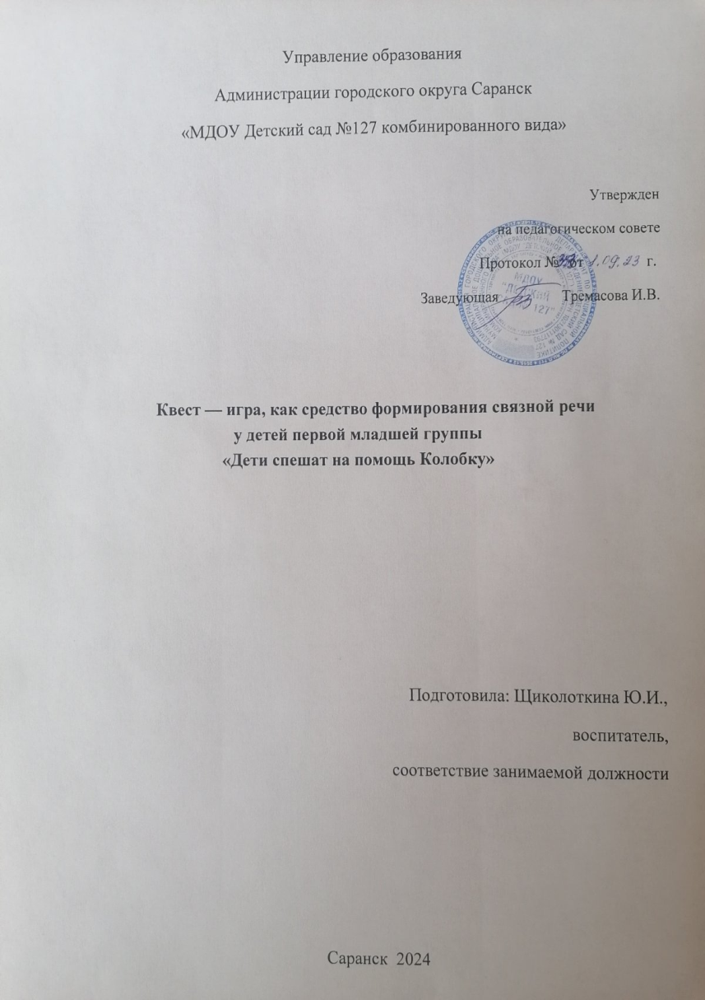 Управление образования
Администрации городского округа Саранск
«МДОУ Детский сад №127 комбинированного вида»
Утвержден
на педагогическом совете
Протокол № от 1.09.23 г.
Заведующая Тремасова И.В.
МДОУ
"ДЕТСКИЙ
127"
Квест — игра, как средство формирования связной речи
у детей первой младшей группы
«Дети спешат на помощь Колобку»
Подготовила: Щиколоткина Ю.И.,
воспитатель,
соответствие занимаемой должности
Саранск 2024